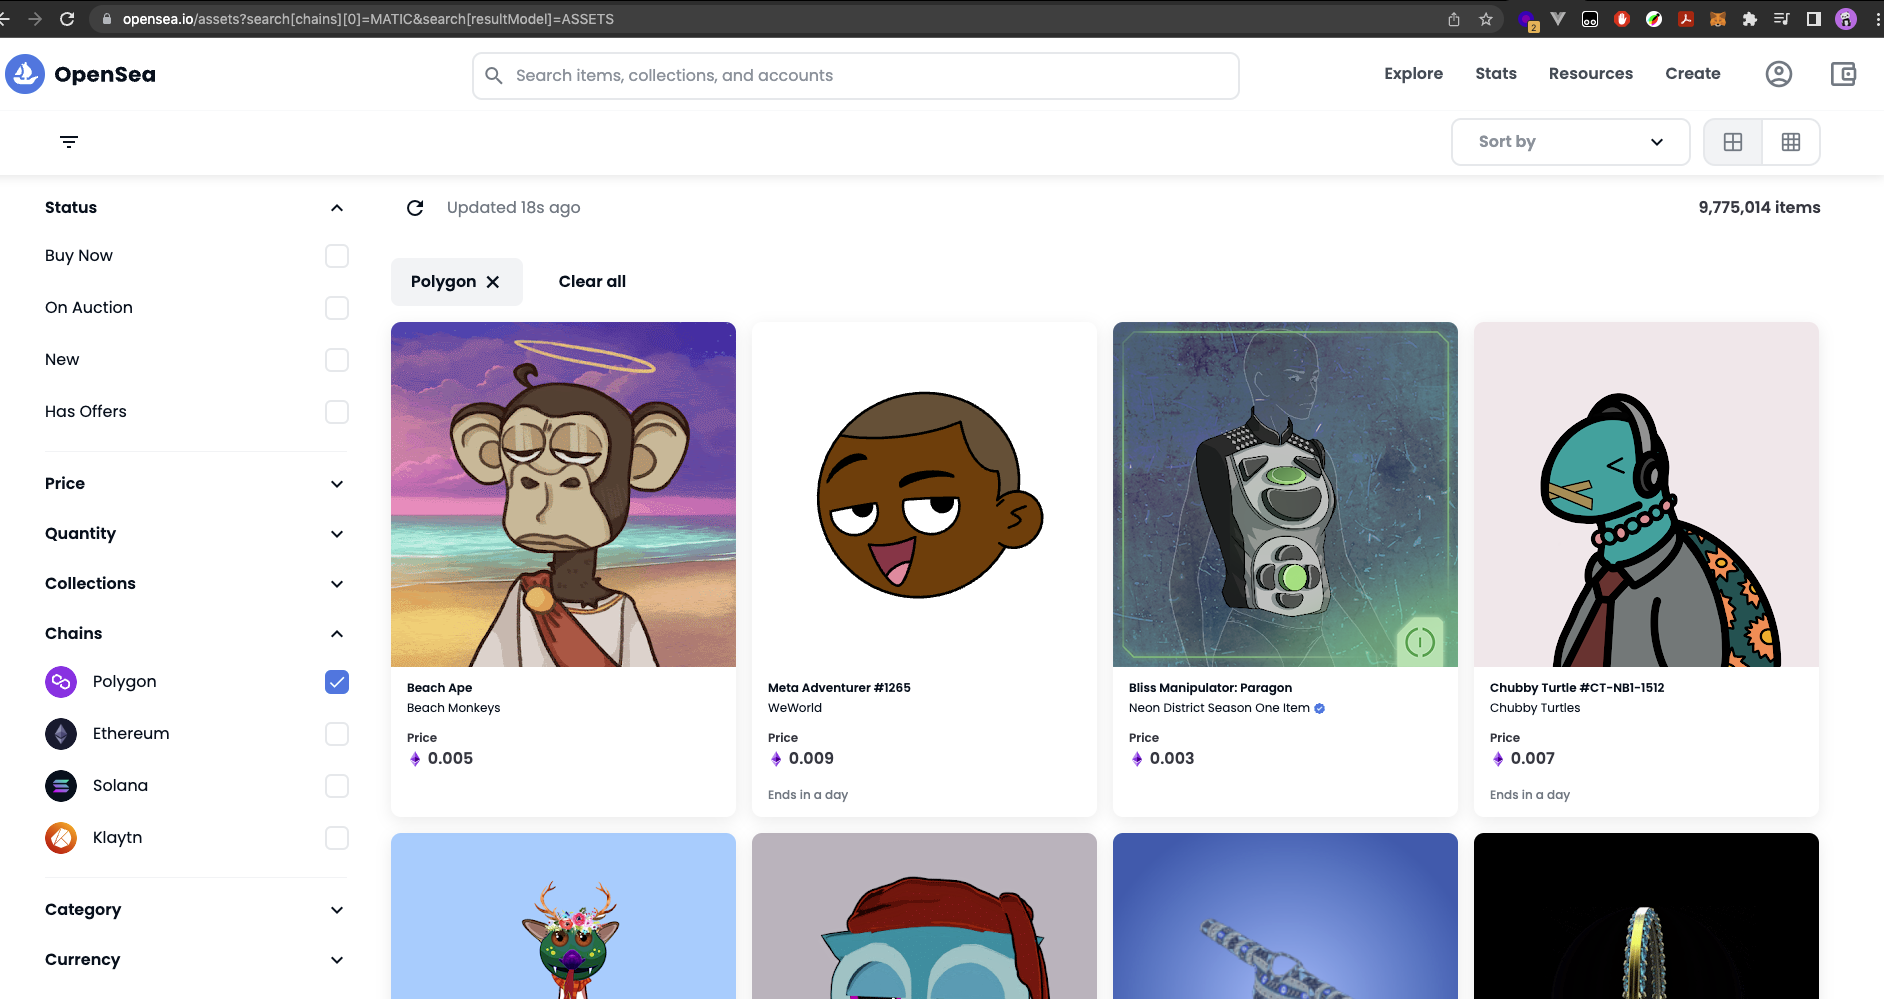 opensea.io/assets?search[chains][0]=MATIC&search[resultModel]=ASSETS
2
OpenSea
Search items, collections, and accounts
Explore
Stats
Resources
Create
Sort by
Status
Buy Now
On Auction
New
Has Offers
Price
Quantity
Collections
Chains
Polygon
Ethereum
Solana
Klaytn
Category
Currency
Updated 18s ago
9,775,014 items
Polygon
Clear all
Beach Ape
Beach Monkeys
Price
0.005
Meta Adventurer #1265
WeWorld
Price
0.009
Ends in a day
Bliss Manipulator: Paragon
Neon District Season One Item
Price
0.003
Chubby Turtle #CT-NB1-1512
Chubby Turtles
Price
0.007
Ends in a day